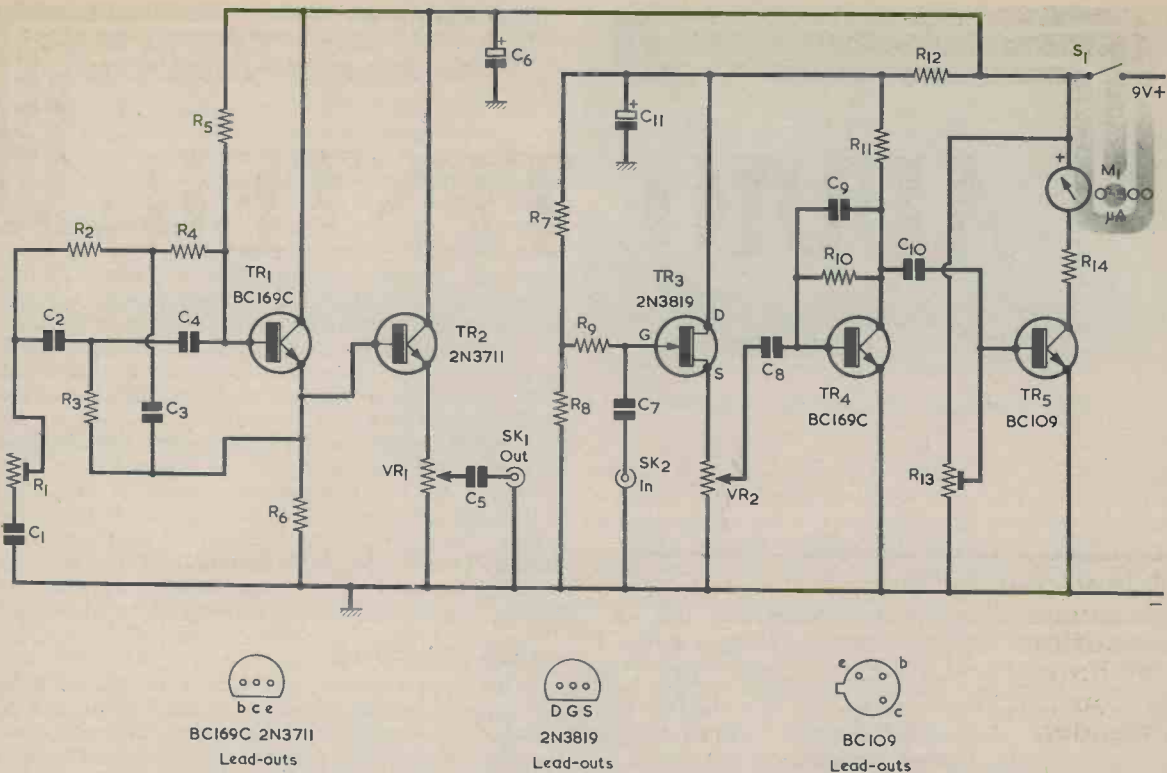 C6
R12
S1
9V+
R5
C11
R11
+
M1
0-300
µA
C9
R7
R2
R4
R10
C10
R14
TR1
BC169C
TR3
2N3819
TR2
2N3711
D
C2
C4
R9
G
S
C8
TR4
BC169C
TR5
BC109
R3
C3
R8
C7
SK1
Out
SK2
In
VR1
C5
VR2
R13
R1
R6
C1
−
b c e
BC169C 2N3711
Lead-outs
D G S
2N3819
Lead-outs
e
b
c
BC109
Lead-outs